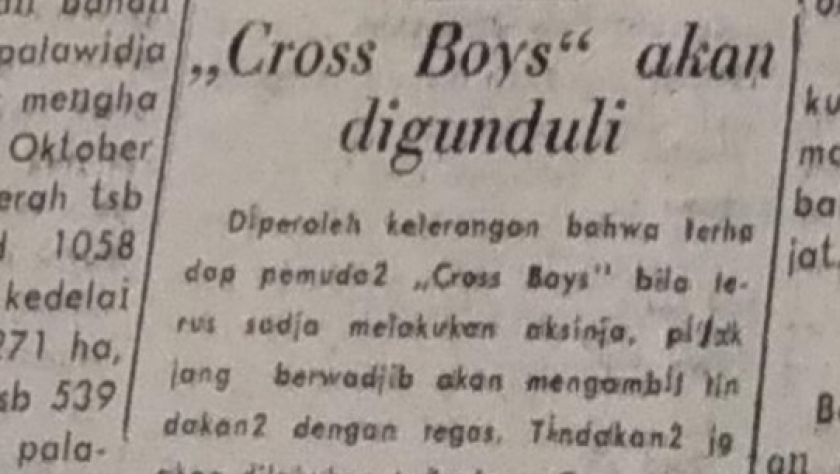 palawidja
mengha
Oktober
erah tsb
1058
kedelai
271 ha,
sb 539
pala-
„Cross Boys“ akan
digunduli
Diperoleh keterangan bahwa terha
dap pemuda2 „Cross Boys" bila te-
rus sadja melakukan aksinja, pihak
jang berwadjib akan mengambil tin
dakan2 dengan tegas. Tindakan2 jg
ku
ma
ba
jat.
an